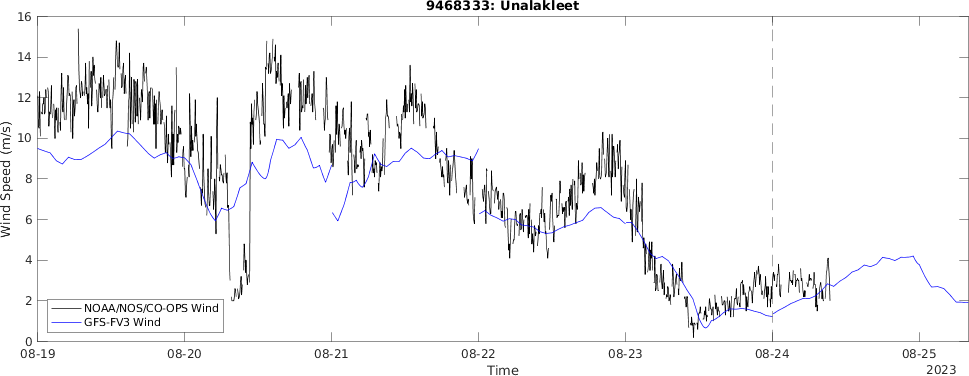 9468333: Unalakleet
Wind Speed (m/s)
16
14
12
10
8
6
4
2
0
NOAA/NOS/CO-OPS Wind
GFS-FV3 Wind
08-19 08-20 08-21 08-22 08-23 08-24 08-25
Time
2023